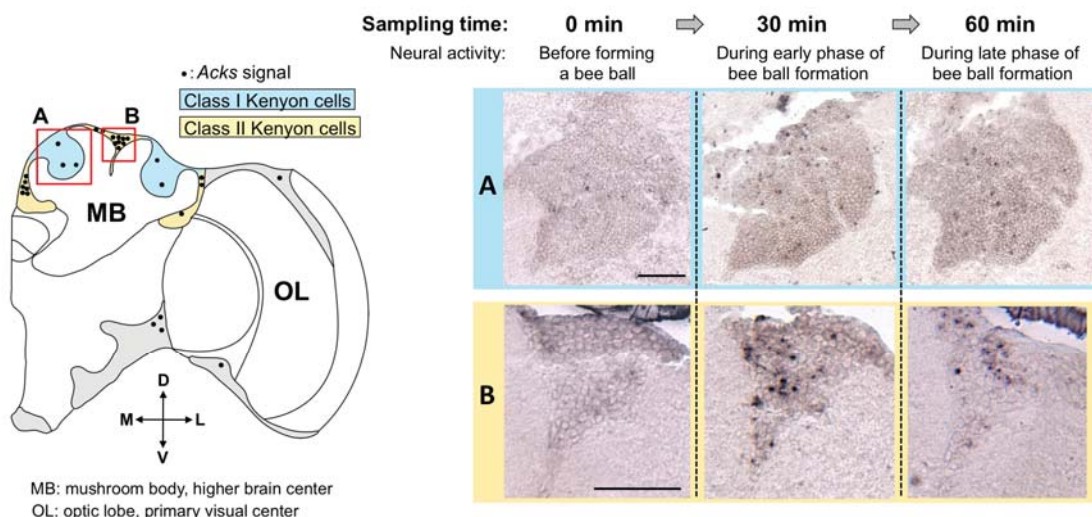 Sampling time: 0 min 30 min 60 min
Neural activity: Before forming a bee ball During early phase of bee ball formation During late phase of bee ball formation
•: Acks signal
Class I Kenyon cells
Class II Kenyon cells
A B
MB
OL
D
M L
V
MB: mushroom body, higher brain center
OL: optic lobe, primary visual center
A
B